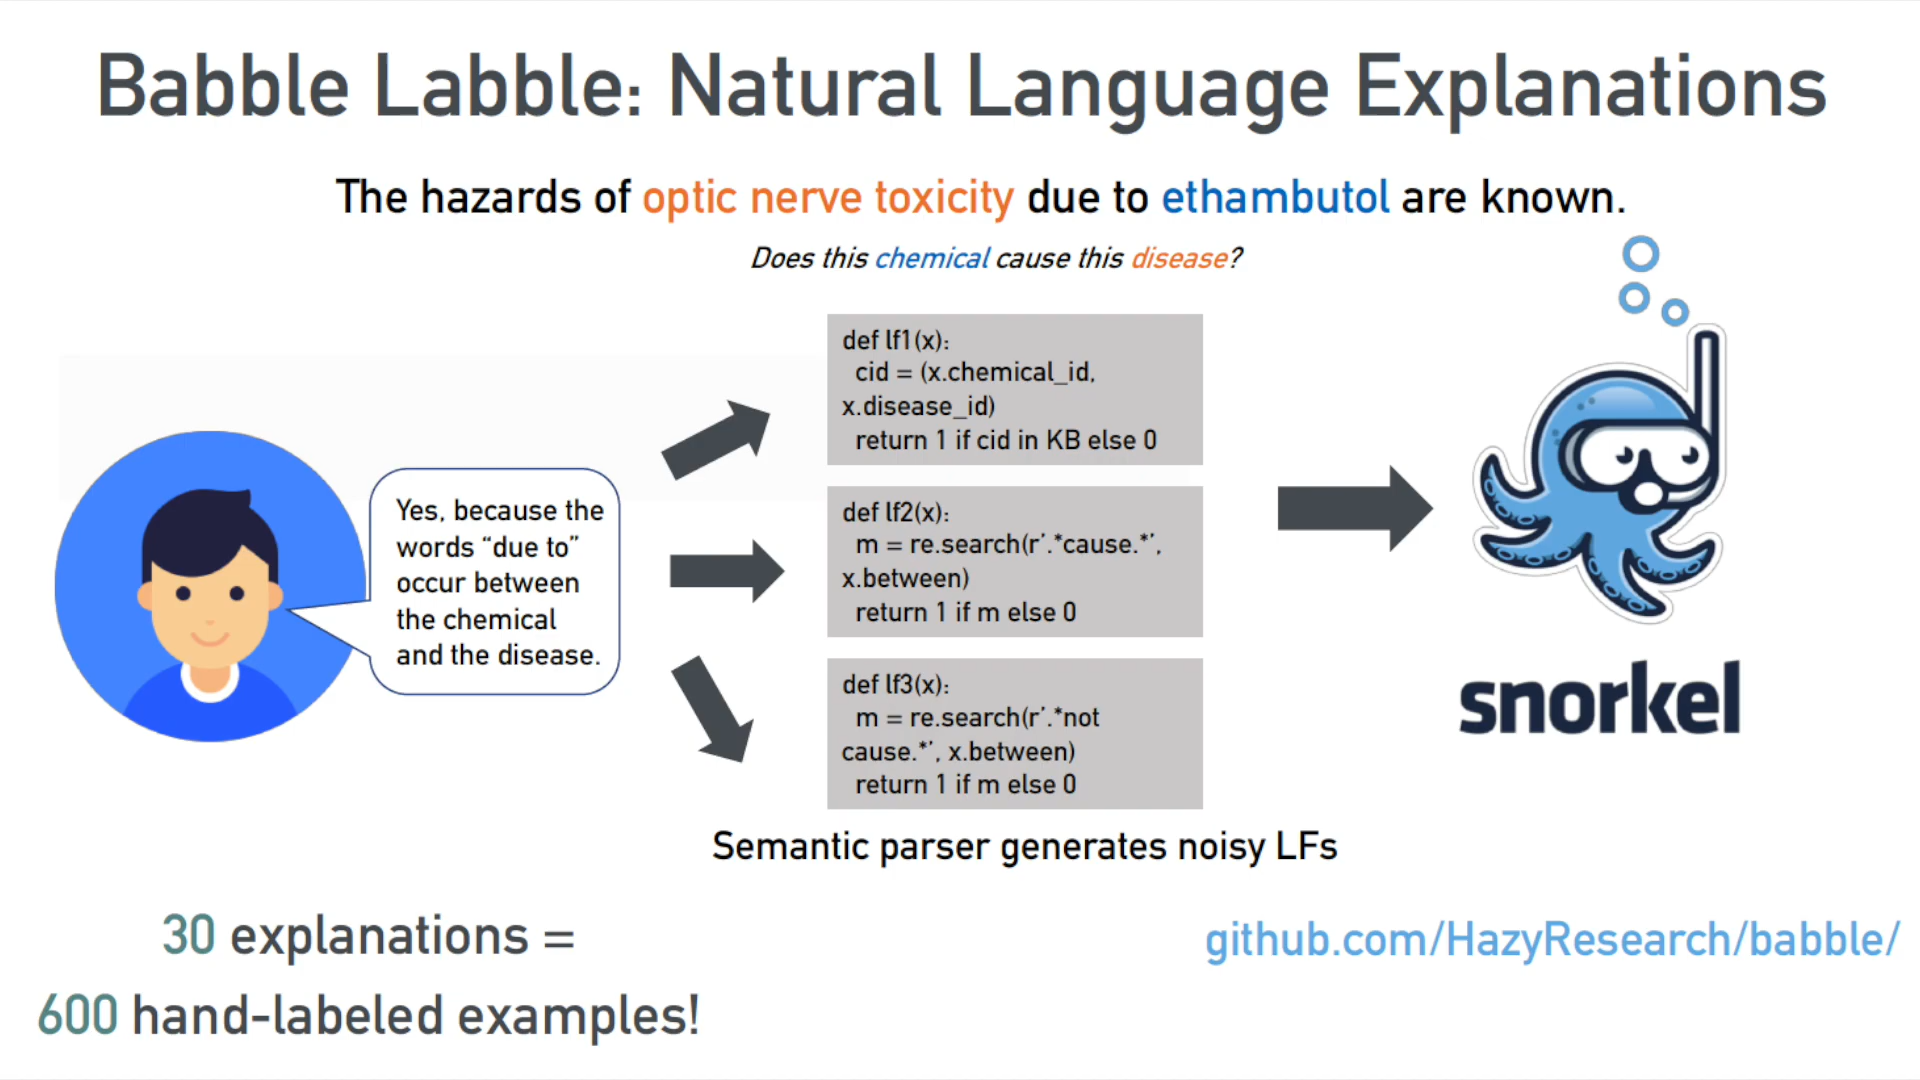 Babble Labble: Natural Language Explanations
The hazards of optic nerve toxicity due to ethambutol are known.
Does this chemical cause this disease?
Yes, because the
words “due to”
occur between
the chemical
and the disease.
def lf1(x):
cid = (x.chemical_id,
x.disease_id)
return 1 if cid in KB else 0
def lf2(x):
m = re.search(r’.*cause.*’,
x.between)
return 1 if m else 0
def lf3(x):
m = re.search(r’.*not
cause.*’, x.between)
return 1 if m else 0
Semantic parser generates noisy LFs
snorkel
30 explanations =
600 hand-labeled examples!
github.com/HazyResearch/babble/